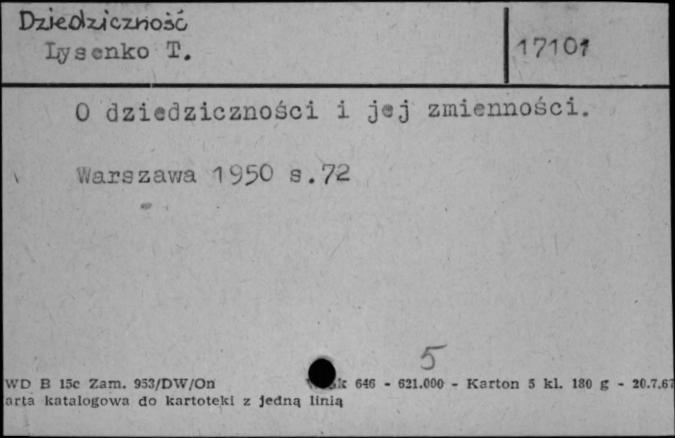 Dziedziczność
Lysenko T.
17101
O dziedziczności i jej zmienności.
Warszawa 1950 s.72
5
WD B 15c Zam. 953/DW/On k 646 - 621.000 - Karton 5 kl. 180 g - 20.7.67
arta katalogowa do kartoteki z jedną linią